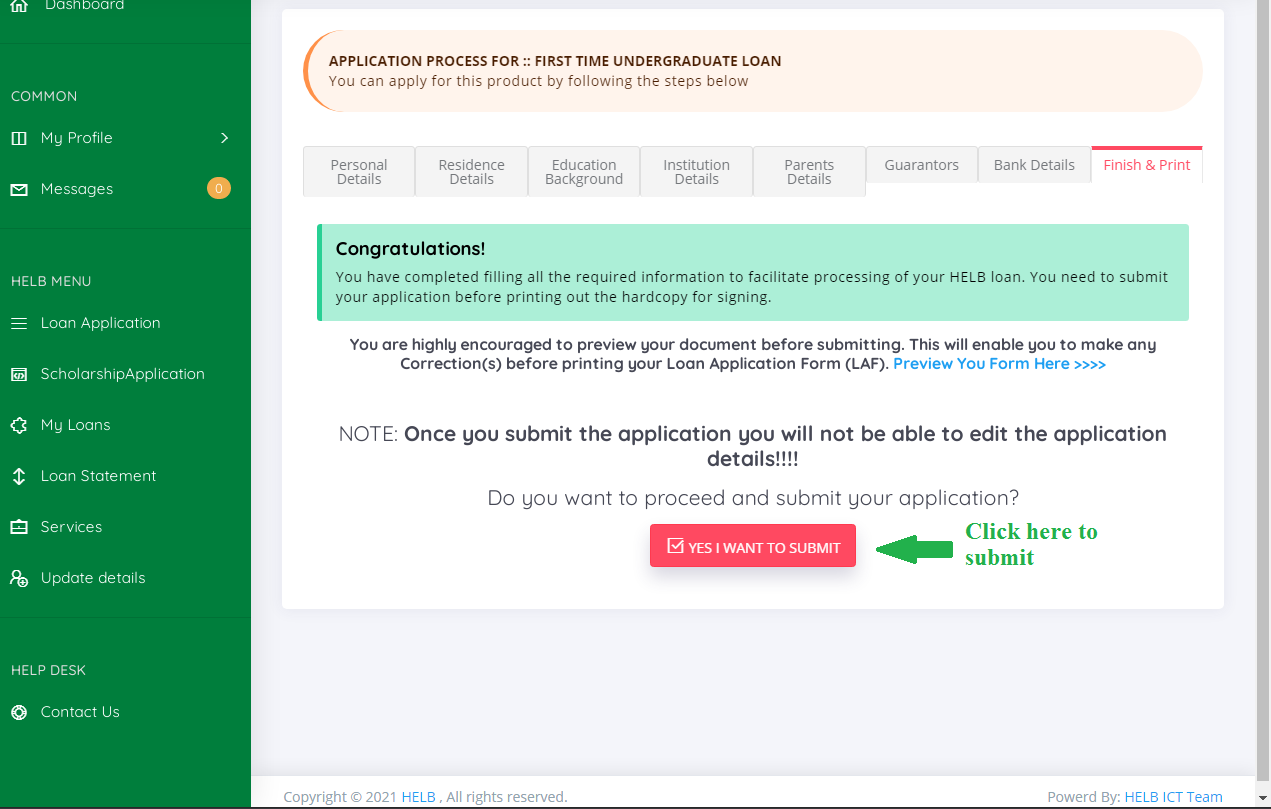 Dashboard
COMMON
My Profile
Messages
0
HELB MENU
Loan Application
ScholarshipApplication
My Loans
Loan Statement
Services
Update details
HELP DESK
Contact Us
APPLICATION PROCESS FOR :: FIRST TIME UNDERGRADUATE LOAN
You can apply for this product by following the steps below
Personal
Details
Residence
Details
Education
Background
Institution
Details
Parents
Details
Guarantors
Bank Details
Finish & Print
Congratulations!
You have completed filling all the required information to facilitate processing of your HELB loan. You need to submit
your application before printing out the hardcopy for signing.
You are highly encouraged to preview your document before submitting. This will enable you to make any
Correction(s) before printing your Loan Application Form (LAF). Preview You Form Here >>>>
NOTE: Once you submit the application you will not be able to edit the application
details!!!!
Do you want to proceed and submit your application?
YES I WANT TO SUBMIT
Click here to
submit
Copyright © 2021 HELB , All rights reserved.
Powerd By: HELB ICT Team